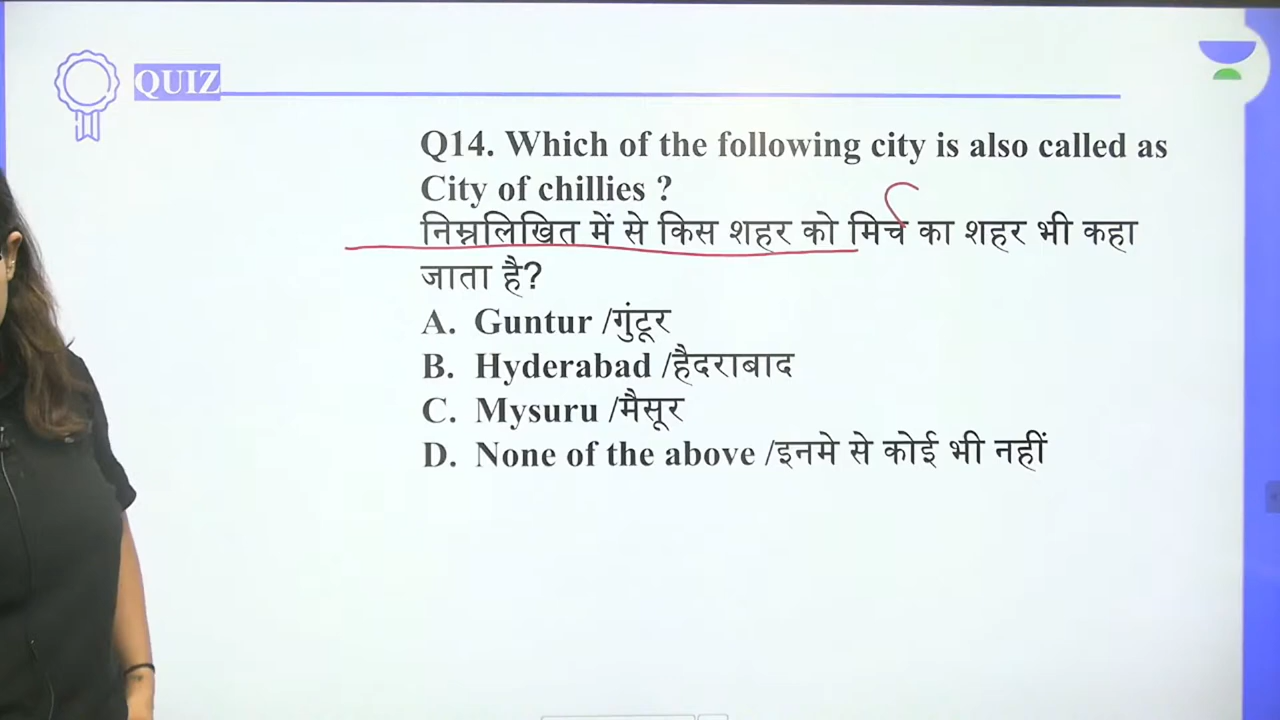 QUIZ
Q14. Which of the following city is also called as
City of chillies ?
निम्नलिखित में से किस शहर को मिर्च का शहर भी कहा
जाता है?
A. Guntur /गुंटूर
B. Hyderabad /हैदराबाद
C. Mysuru /मैसूर
D. None of the above /इनमे से कोई भी नहीं